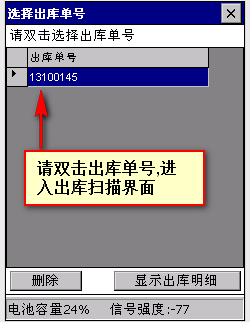 选择出库单号
请双击选择出库单号
出库单号
13100145
请双击出库单号,进
入出库扫描界面
删除 显示出库明细
电池容量24% 信号强度:-77